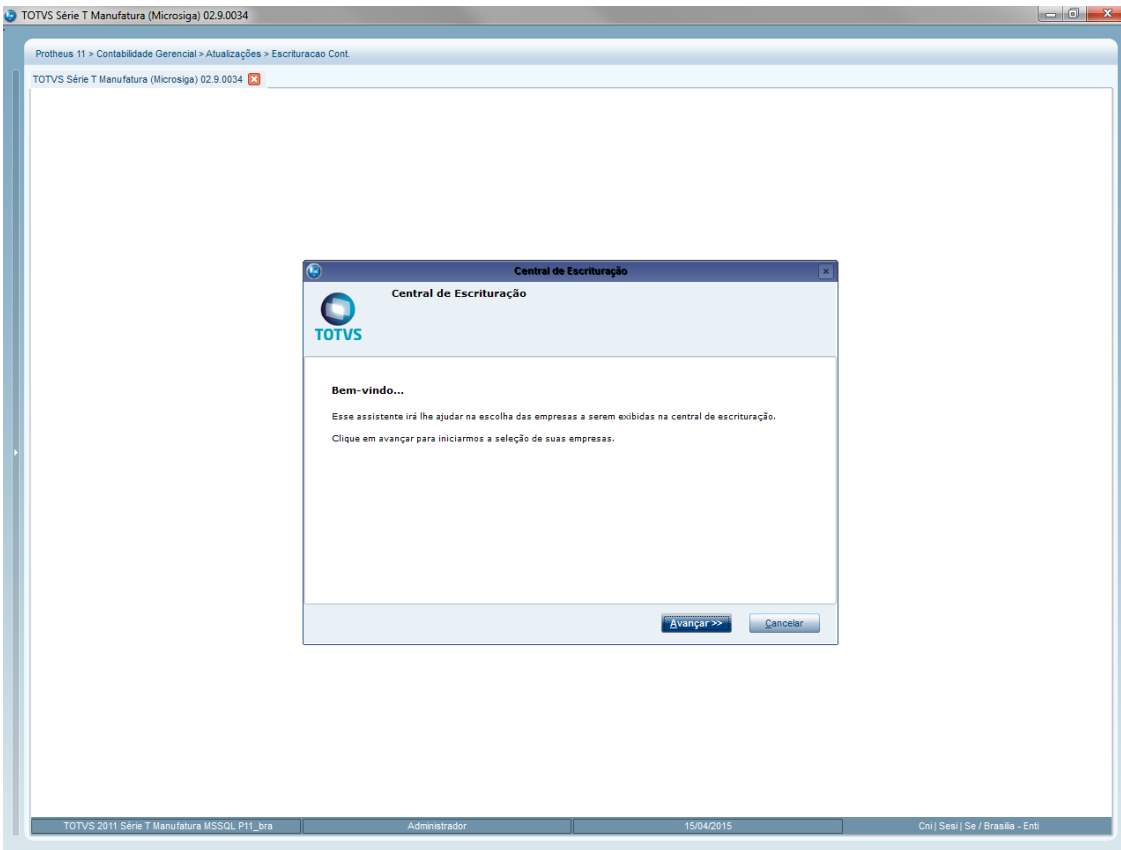 TOTVS Série T Manufatura (Microsiga) 02.9.0034
Protheus 11 > Contabilidade Gerencial > Atualizações > Escrituracao Cont.
TOTVS Série T Manufatura (Microsiga) 02.9.0034
Central de Escrituração
Central de Escrituração
TOTVS
Bem-vindo...
Esse assistente irá lhe ajudar na escolha das empresas a serem exibidas na central de escrituração.
Clique em avançar para iniciarmos a seleção de suas empresas.
Avançar >> Cancelar
TOTVS 2011 Série T Manufatura MSSQL P11_bra Administrador 15/04/2015 Cni | Sesi | Se / Brasilia - Enti